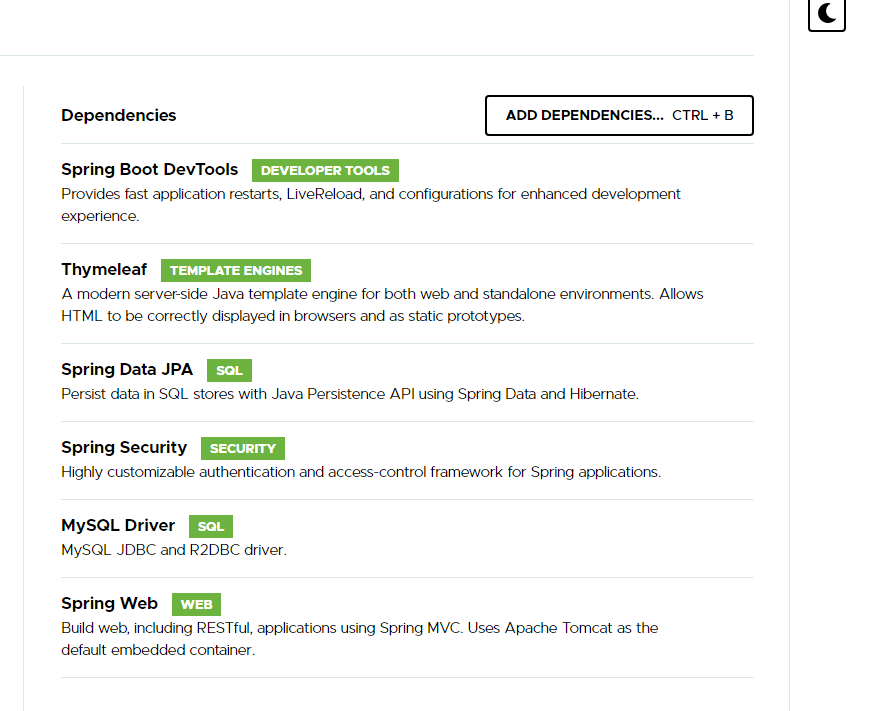 Dependencies
ADD DEPENDENCIES... CTRL + B
Spring Boot DevTools DEVELOPER TOOLS
Provides fast application restarts, LiveReload, and configurations for enhanced development
experience.
Thymeleaf TEMPLATE ENGINES
A modern server-side Java template engine for both web and standalone environments. Allows
HTML to be correctly displayed in browsers and as static prototypes.
Spring Data JPA SQL
Persist data in SQL stores with Java Persistence API using Spring Data and Hibernate.
Spring Security SECURITY
Highly customizable authentication and access-control framework for Spring applications.
MySQL Driver SQL
MySQL JDBC and R2DBC driver.
Spring Web WEB
Build web, including RESTful, applications using Spring MVC. Uses Apache Tomcat as the
default embedded container.